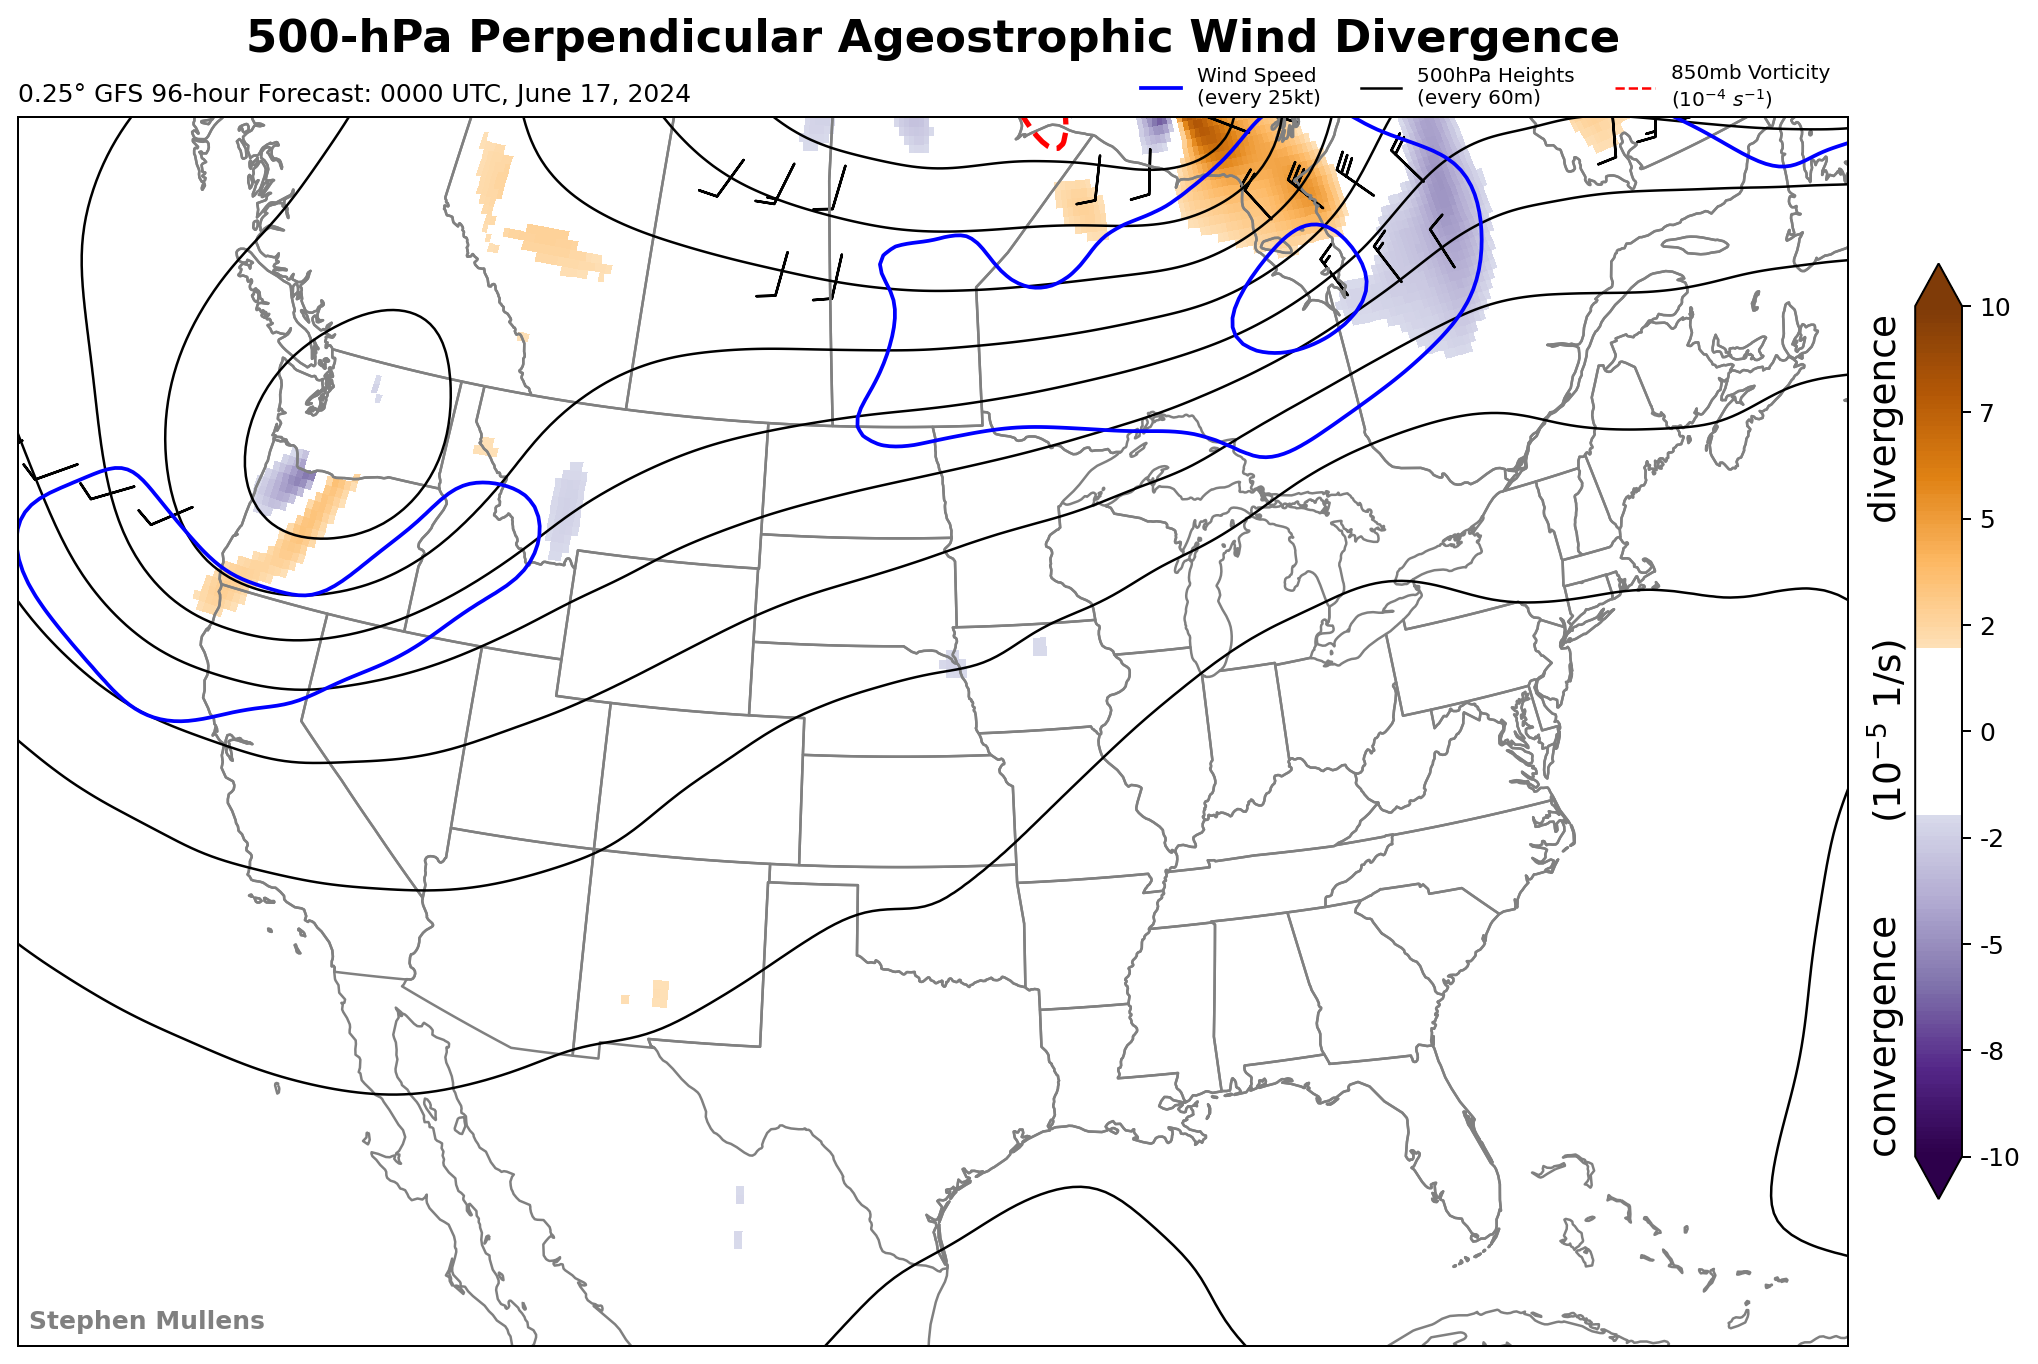 500-hPa Perpendicular Ageostrophic Wind Divergence
0.25° GFS 96-hour Forecast: 0000 UTC, June 17, 2024
Wind Speed
(every 25kt)
500hPa Heights
(every 60m)
850mb Vorticity
(10⁻⁴ s⁻¹)
10
7
5
2
0
-2
-5
-8
-10
convergence (10⁻⁵ 1/s) divergence
Stephen Mullens